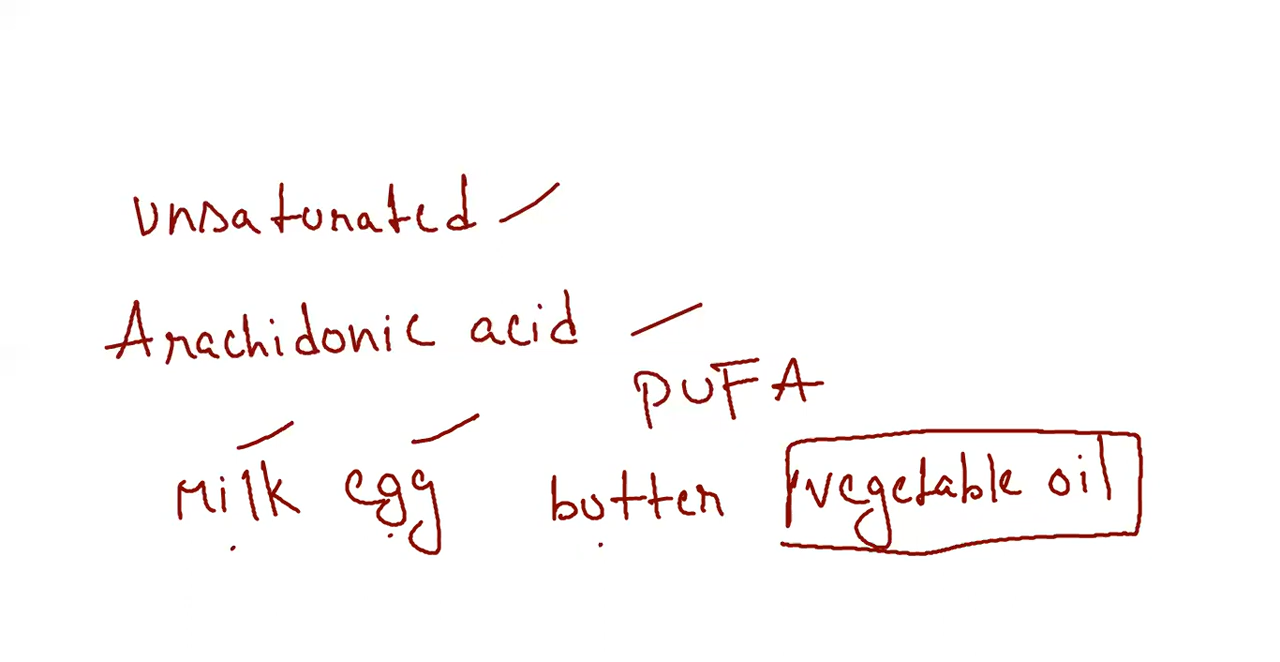 unsaturated
Arachidonic acid
PUFA
Milk egg butter vegetable oil